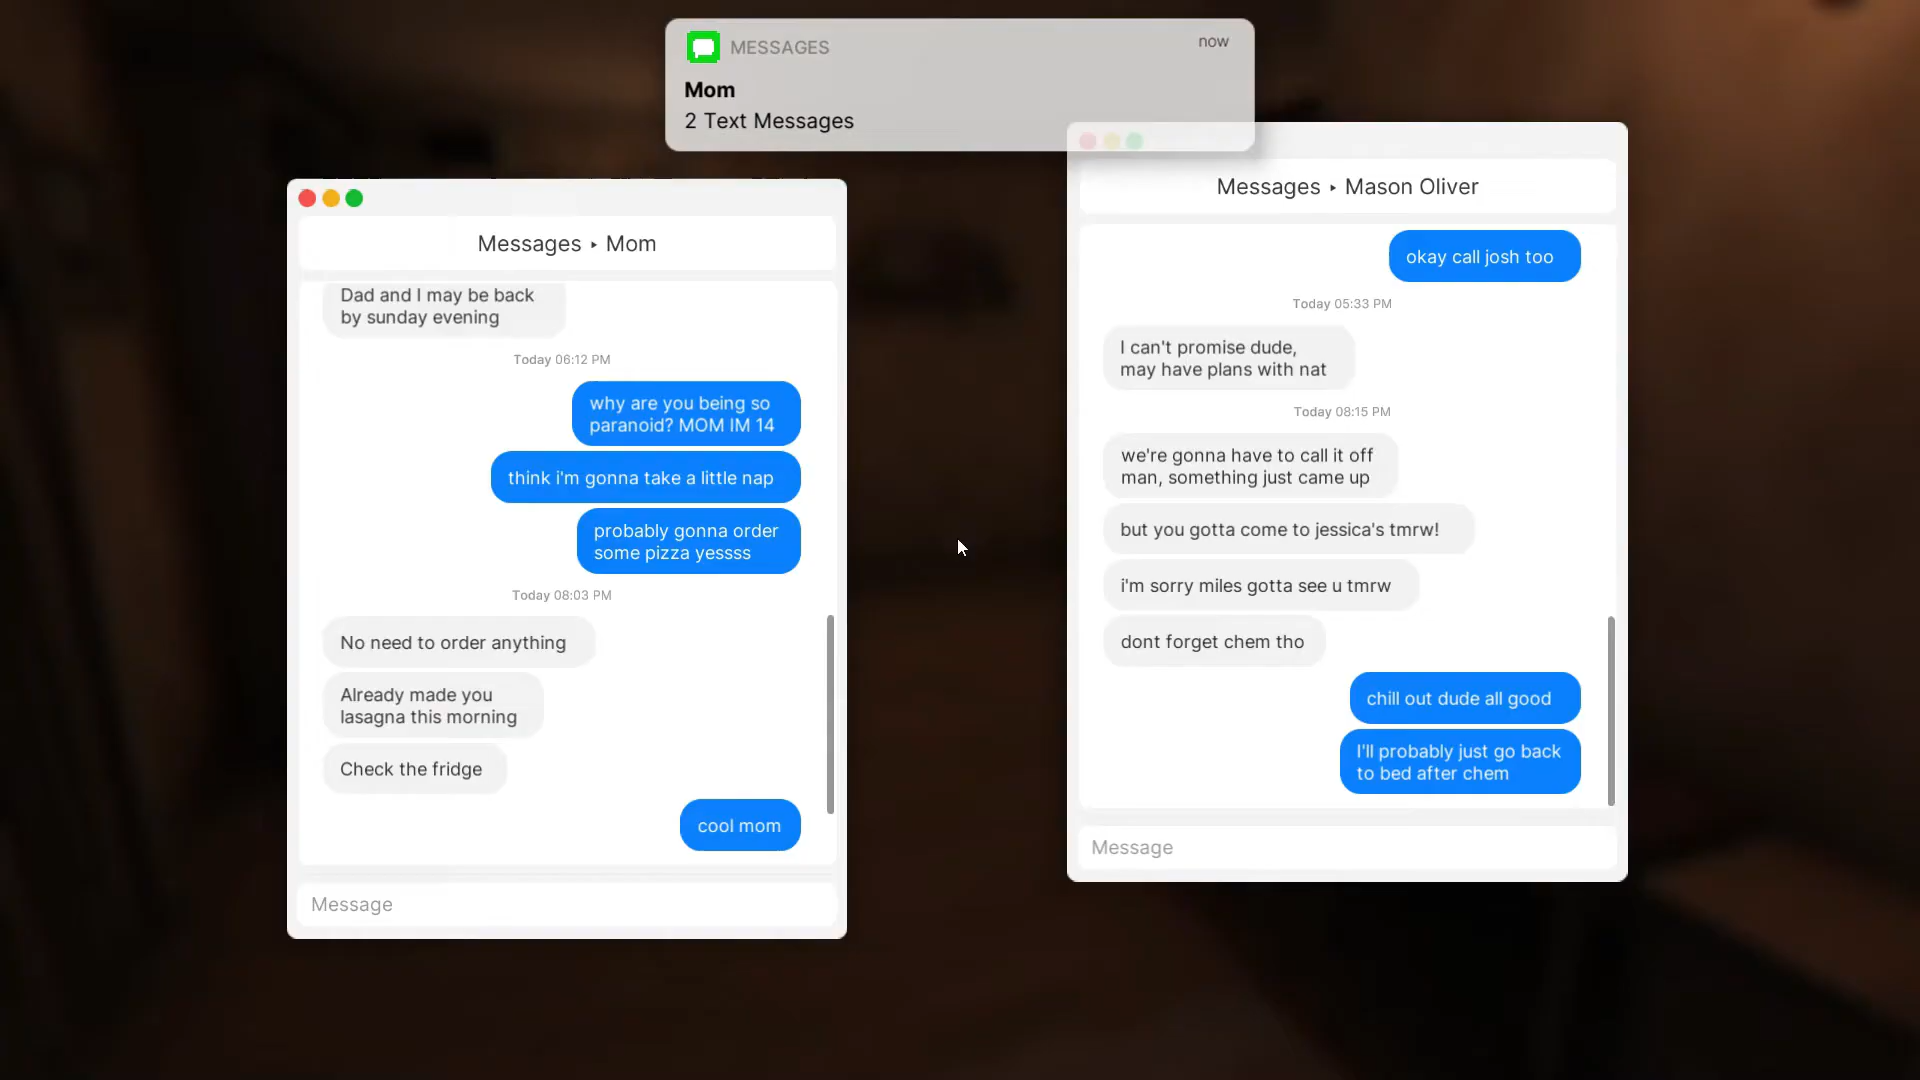 MESSAGES
now
Mom
2 Text Messages
Messages ▸ Mom
Dad and I may be back
by sunday evening
Today 06:12 PM
why are you being so
paranoid? MOM IM 14
think i'm gonna take a little nap
probably gonna order
some pizza yessss
Today 08:03 PM
No need to order anything
Already made you
lasagna this morning
Check the fridge
cool mom
Message
Messages ▸ Mason Oliver
okay call josh too
Today 05:33 PM
I can't promise dude,
may have plans with nat
Today 08:15 PM
we're gonna have to call it off
man, something just came up
but you gotta come to jessica's tmrw!
i'm sorry miles gotta see u tmrw
dont forget chem tho
chill out dude all good
I'll probably just go back
to bed after chem
Message